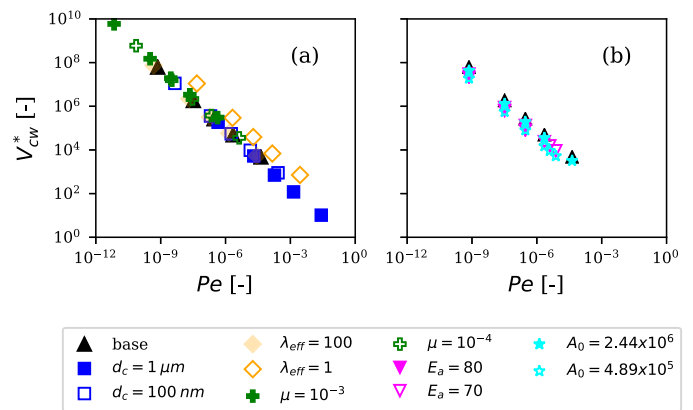 (a)
(b)
V*cw [-]
10^10
10^8
10^6
10^4
10^2
10^0
10^−12 10^−9 10^−6 10^−3 10^0
10^−12 10^−9 10^−6 10^−3 10^0
Pe [-]
Pe [-]
base
d_c = 1 μm
d_c = 100 nm
λ_eff = 100
λ_eff = 1
μ = 10^−3
μ = 10^−4
E_a = 80
E_a = 70
A_0 = 2.44x10^6
A_0 = 4.89x10^5